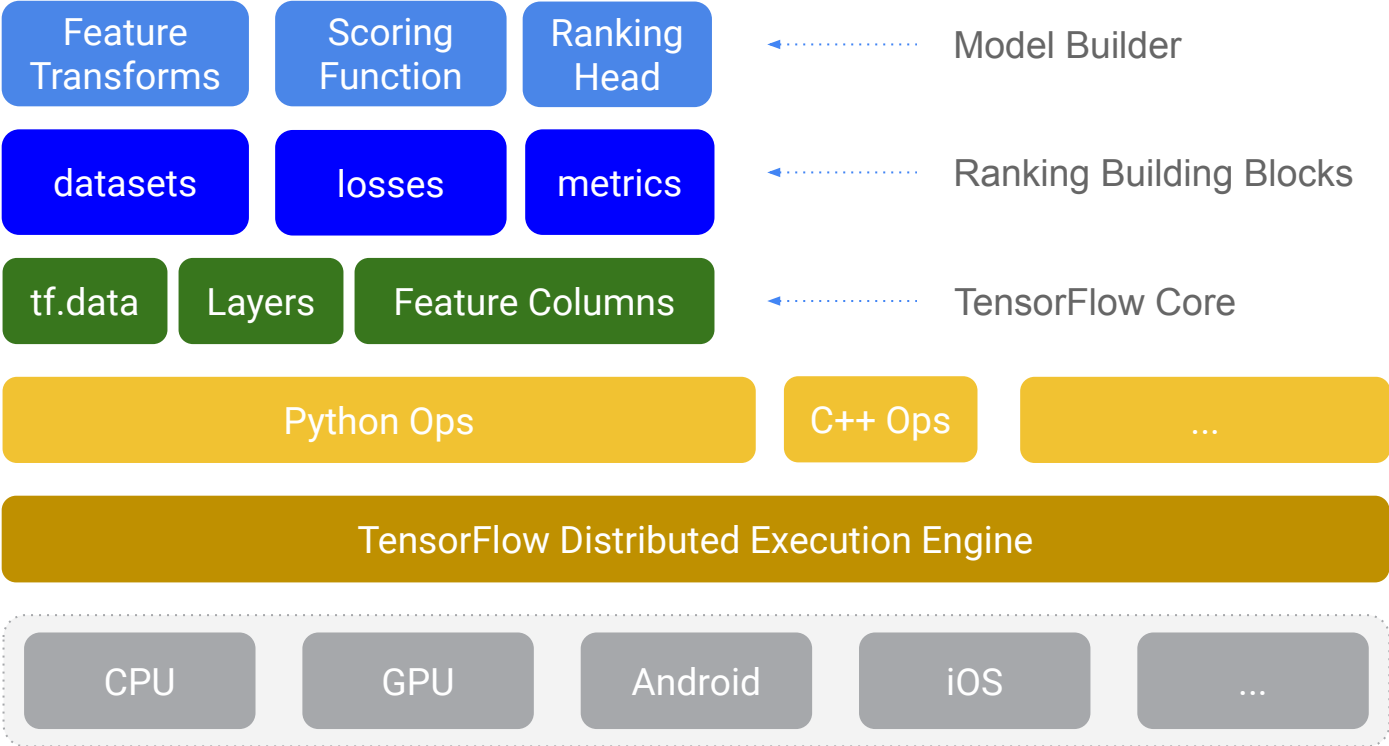 Feature
Transforms
Scoring
Function
Ranking
Head
Model Builder
datasets
losses
metrics
Ranking Building Blocks
tf.data
Layers
Feature Columns
TensorFlow Core
Python Ops
C++ Ops
...
TensorFlow Distributed Execution Engine
CPU
GPU
Android
iOS
...